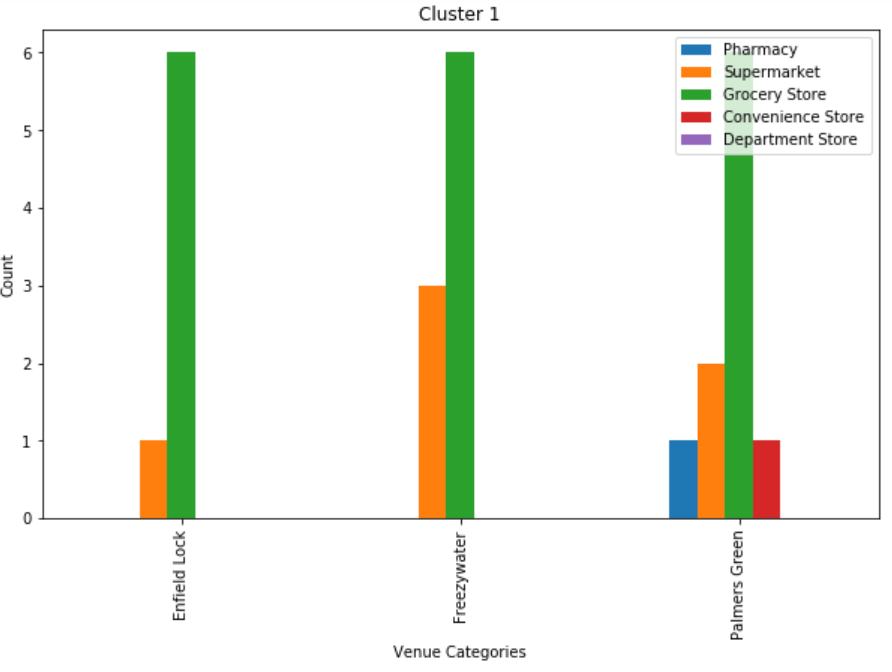 Cluster 1
Pharmacy
Supermarket
Grocery Store
Convenience Store
Department Store
6
5
4
3
2
1
0
Count
Enfield Lock
Freezywater
Palmers Green
Venue Categories